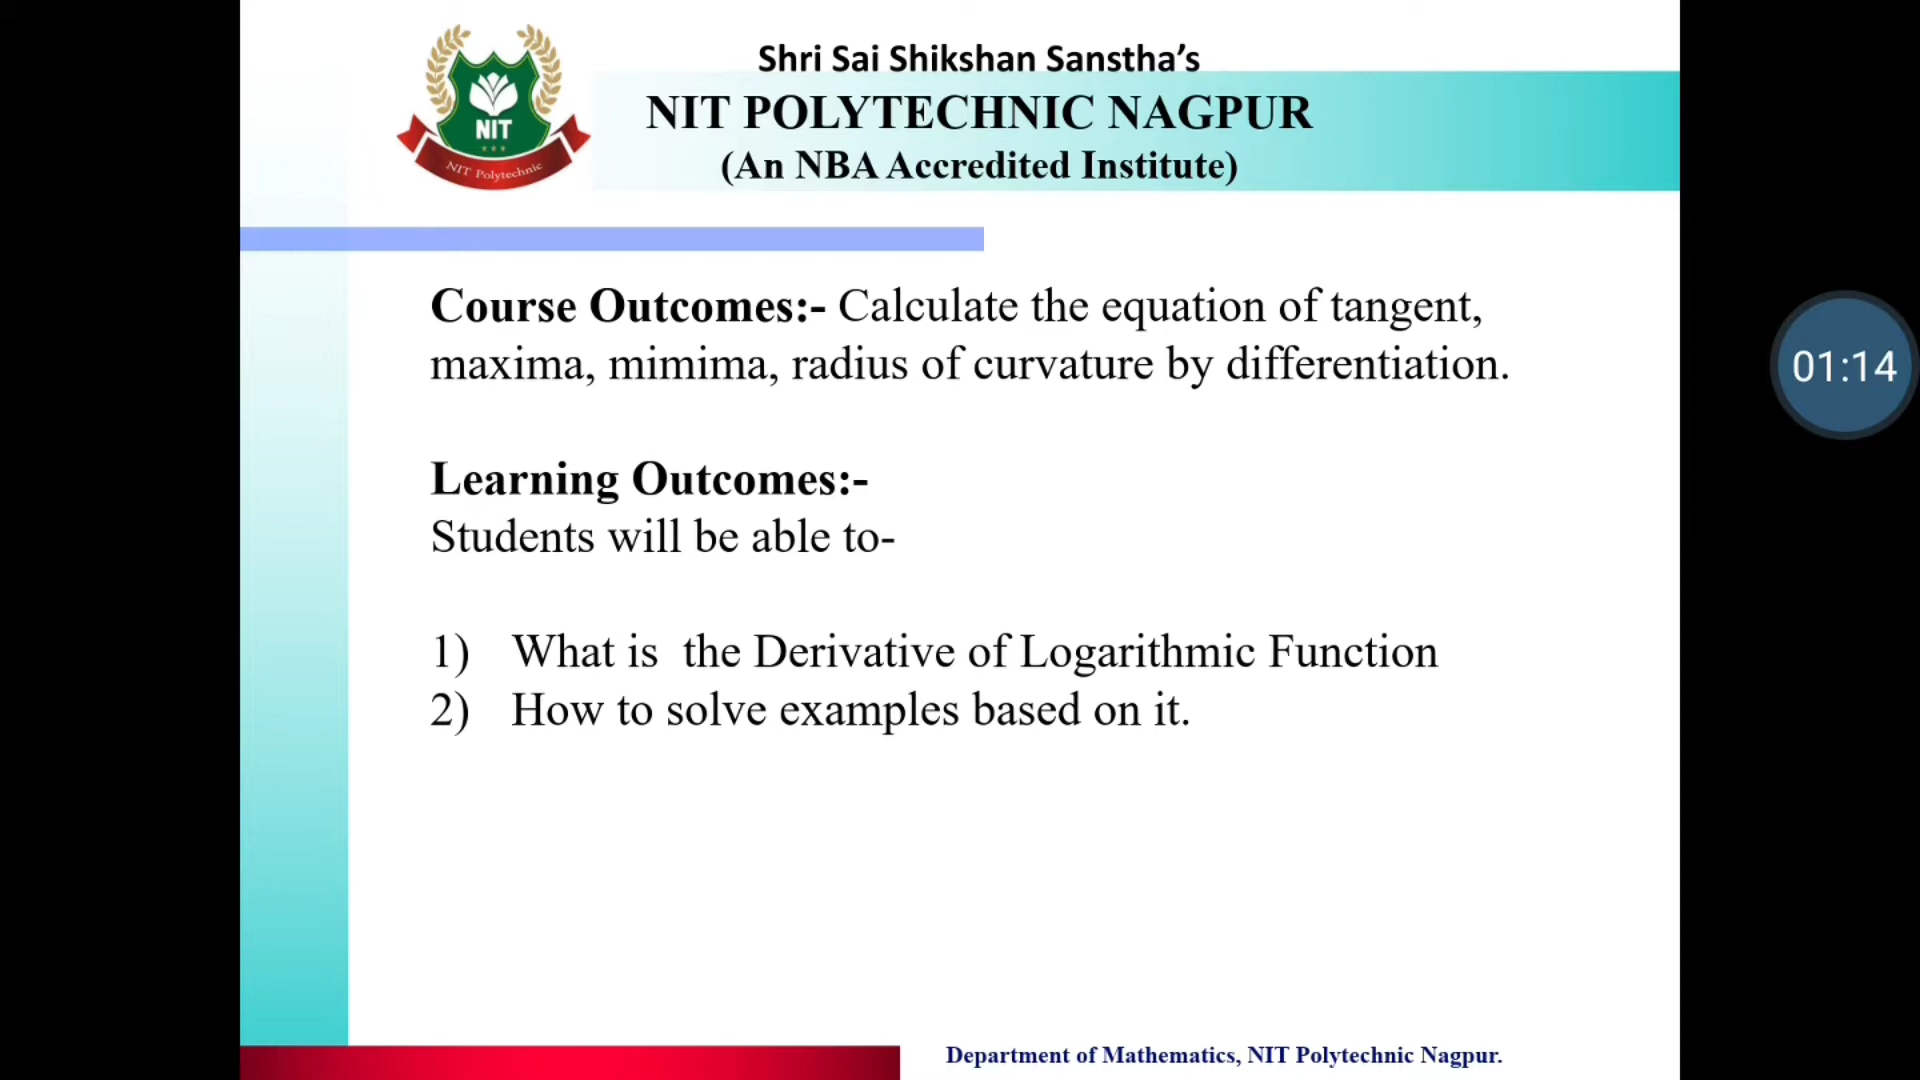 Shri Sai Shikshan Sanstha's
NIT POLYTECHNIC NAGPUR
(An NBA Accredited Institute)
NIT
NIT Polytechnic
Course Outcomes:- Calculate the equation of tangent,
maxima, mimima, radius of curvature by differentiation.
01:14
Learning Outcomes:-
Students will be able to-
1) What is the Derivative of Logarithmic Function
2) How to solve examples based on it.
Department of Mathematics, NIT Polytechnic Nagpur.